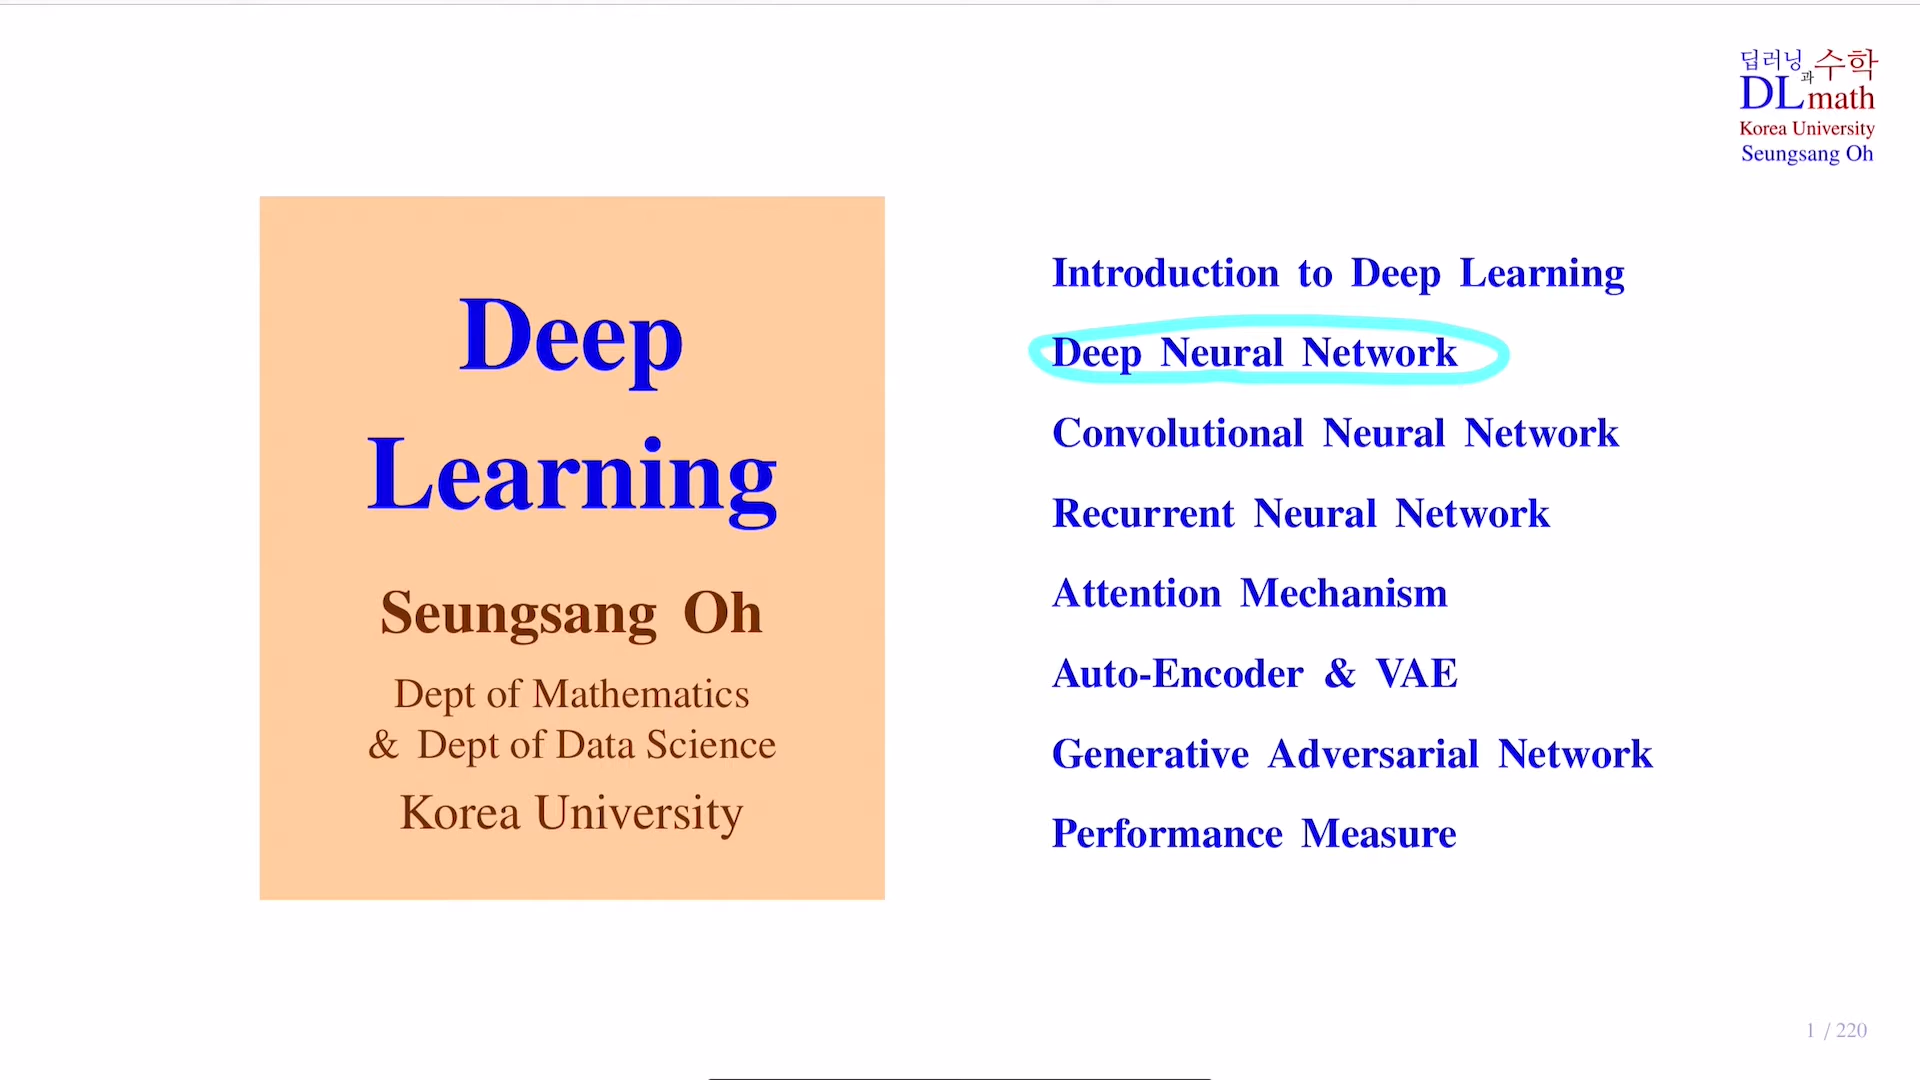 딥러닝과 수학
DL math
Korea University
Seungsang Oh
Deep
Learning
Seungsang Oh
Dept of Mathematics
& Dept of Data Science
Korea University
Introduction to Deep Learning
Deep Neural Network
Convolutional Neural Network
Recurrent Neural Network
Attention Mechanism
Auto-Encoder & VAE
Generative Adversarial Network
Performance Measure
1 / 220